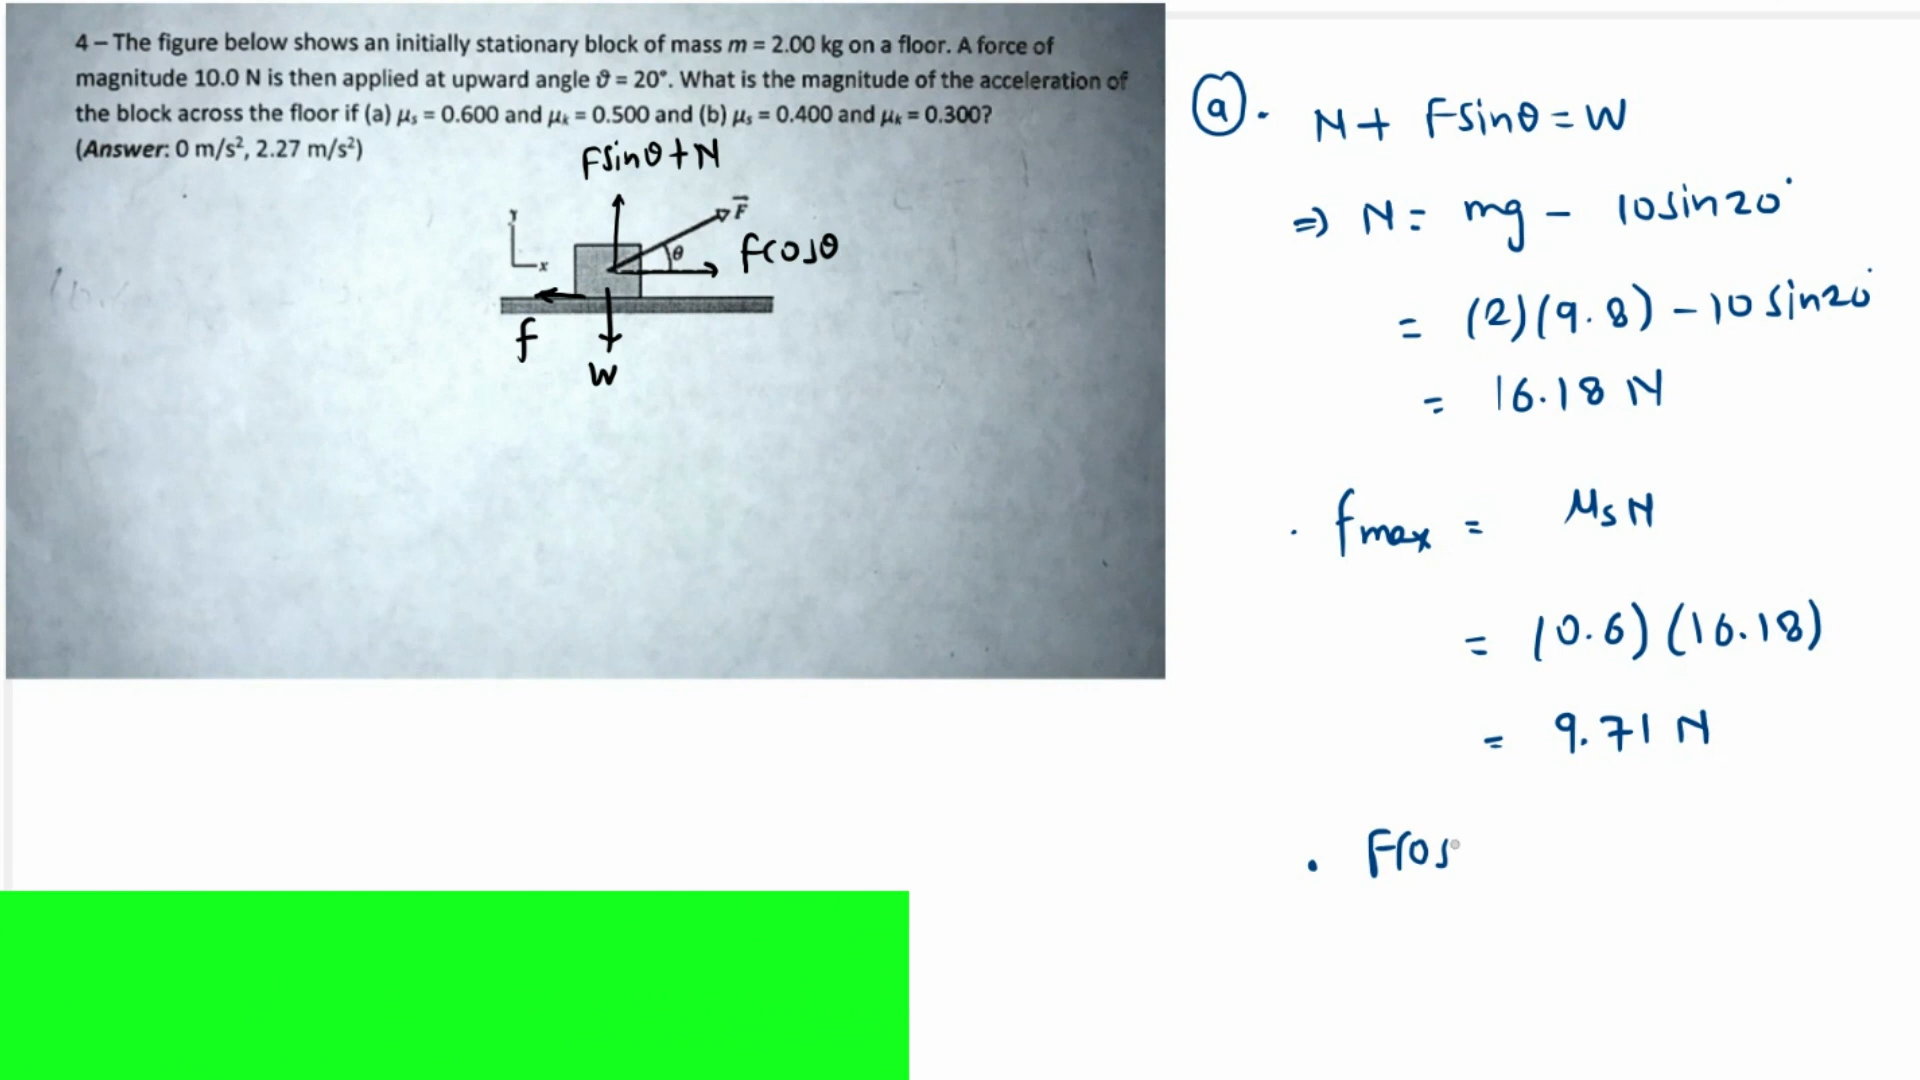 4 – The figure below shows an initially stationary block of mass m = 2.00 kg on a floor. A force of
magnitude 10.0 N is then applied at upward angle ϑ = 20°. What is the magnitude of the acceleration of
the block across the floor if (a) μs = 0.600 and μk = 0.500 and (b) μs = 0.400 and μk = 0.300?
(Answer: 0 m/s², 2.27 m/s²)
Fsinθ + N
y
F
θ
Fcosθ
x
f
W
(a). N + Fsinθ = W
⇒ N = mg - 10sin20°
= (2)(9.8) - 10 sin20°
= 16.18 N
. fmax = μsN
= (0.6)(16.18)
= 9.71 N
. Fcos